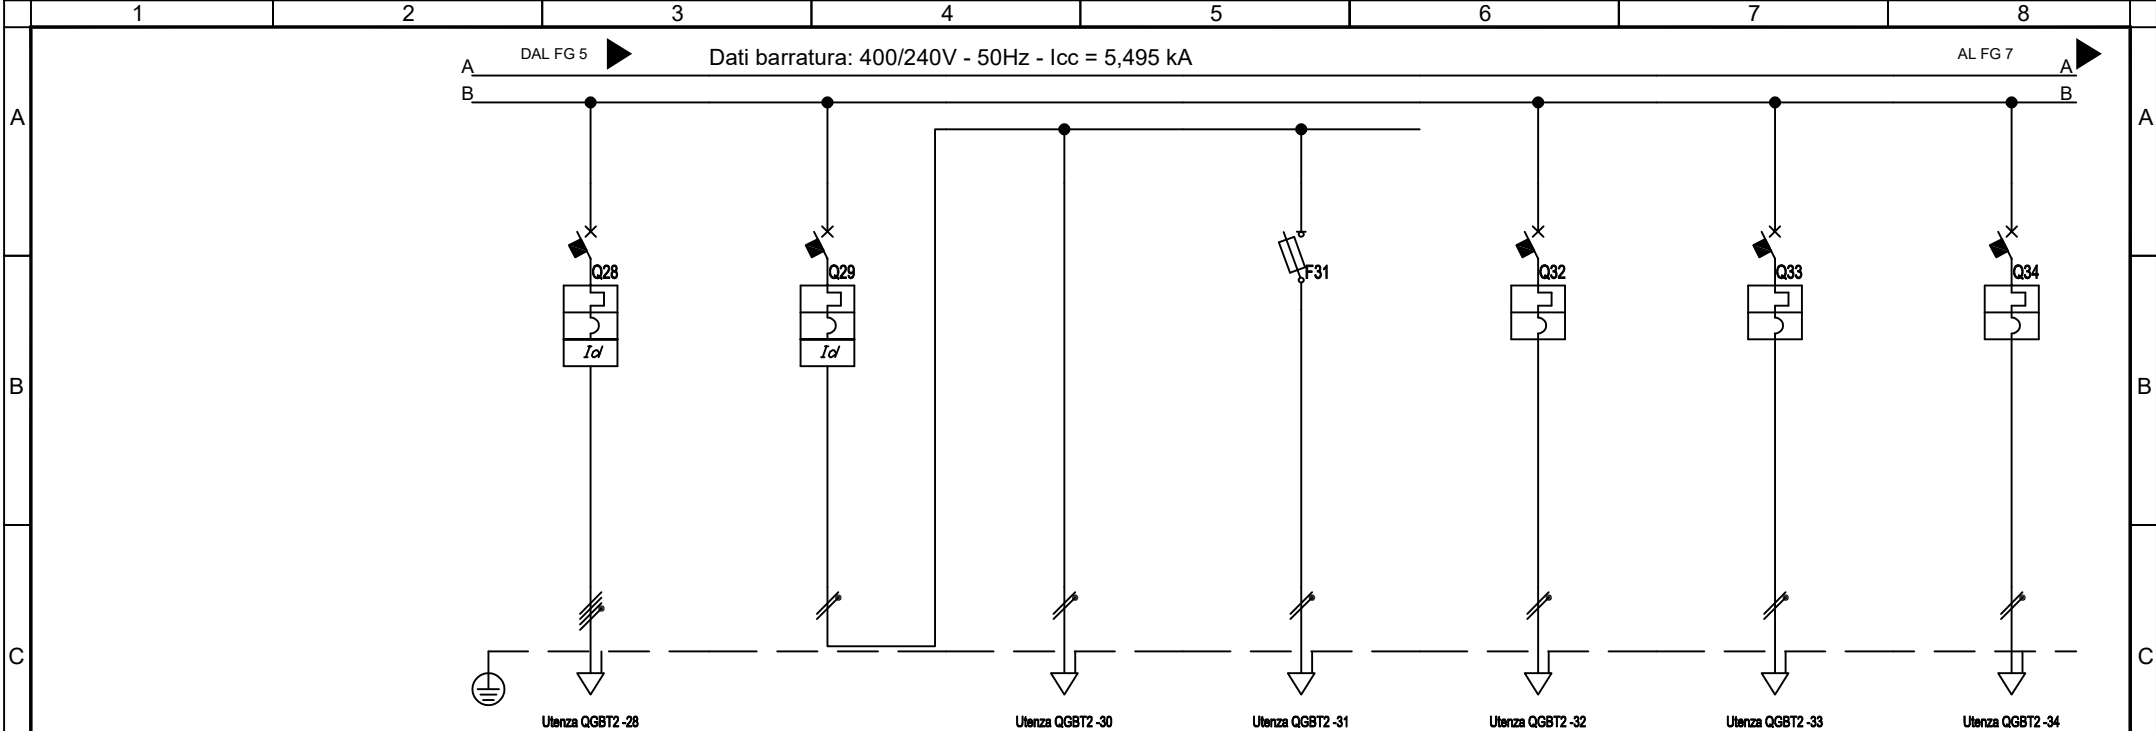 1 2 3 4 5 6 7 8
DAL FG 5 Dati barratura: 400/240V - 50Hz - Icc = 5,495 kA AL FG 7
A A
B B
A A
Q28 Q29 F31 Q32 Q33 Q34
Id Id
B B
C C
Utenza QGBT2 -28 Utenza QGBT2 -30 Utenza QGBT2 -31 Utenza QGBT2 -32 Utenza QGBT2 -33 Utenza QGBT2 -34